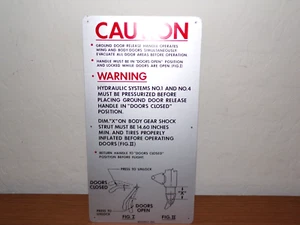 CAUTION
GROUND DOOR RELEASE HANDLE OPERATES
WING AND BODY DOORS SIMULTANEOUSLY
EVACUATE ALL DOOR AREAS BEFORE OPERATION.
HANDLE MUST BE IN "DOORS OPEN" POSITION
AND LOCKED WHILE DOORS ARE OPEN (FIG.I)
WARNING
HYDRAULIC SYSTEMS NO.1 AND NO.4
MUST BE PRESSURIZED BEFORE
PLACING GROUND DOOR RELEASE
HANDLE IN "DOORS CLOSED"
POSITION.
DIM."X" ON BODY GEAR SHOCK
STRUT MUST BE 14.60 INCHES
MIN. AND TIRES PROPERLY
INFLATED BEFORE OPERATING
DOORS (FIG.II)
RETURN HANDLE TO "DOORS CLOSED"
POSITION BEFORE FLIGHT.
PRESS TO UNLOCK
DOORS
CLOSED
DOORS
OPEN
PRESS TO
UNLOCK
FIG. I
FIG. II